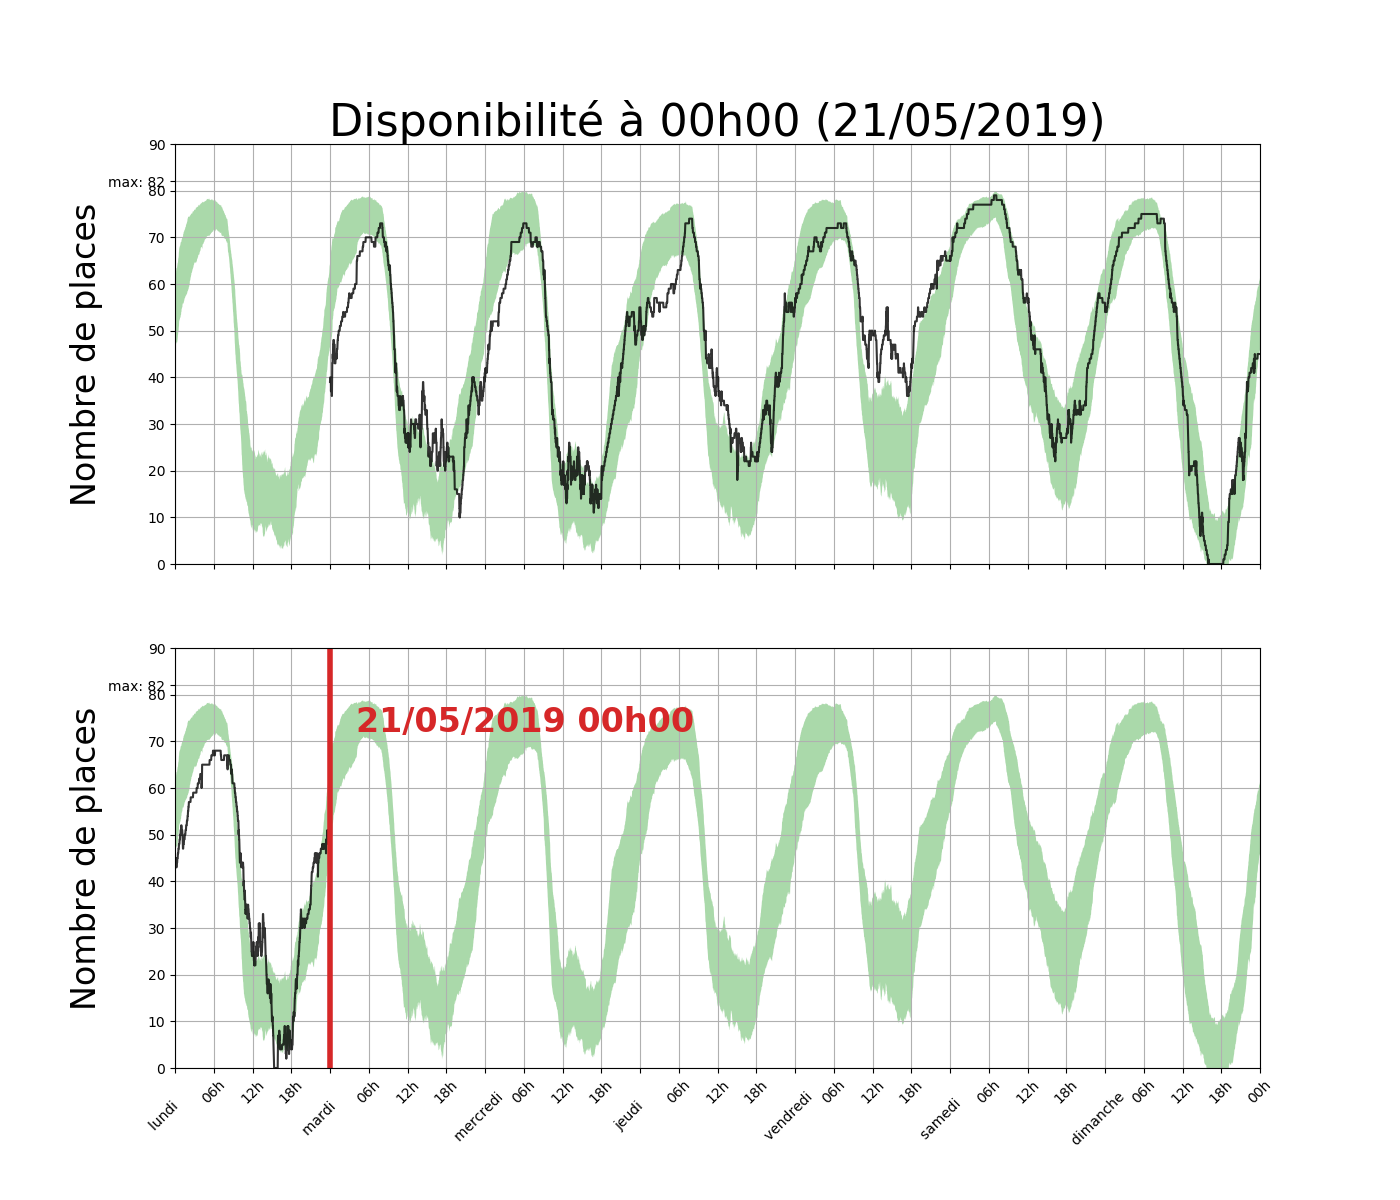 Disponibilité à 00h00 (21/05/2019)
Nombre de places
90
max: 82
80
70
60
50
40
30
20
10
0
Nombre de places
90
max: 82
80
70
60
50
40
30
20
10
0
21/05/2019 00h00
lundi 06h 12h 18h mardi 06h 12h 18h mercredi 06h 12h 18h jeudi 06h 12h 18h vendredi 06h 12h 18h samedi 06h 12h 18h dimanche 06h 12h 18h 00h